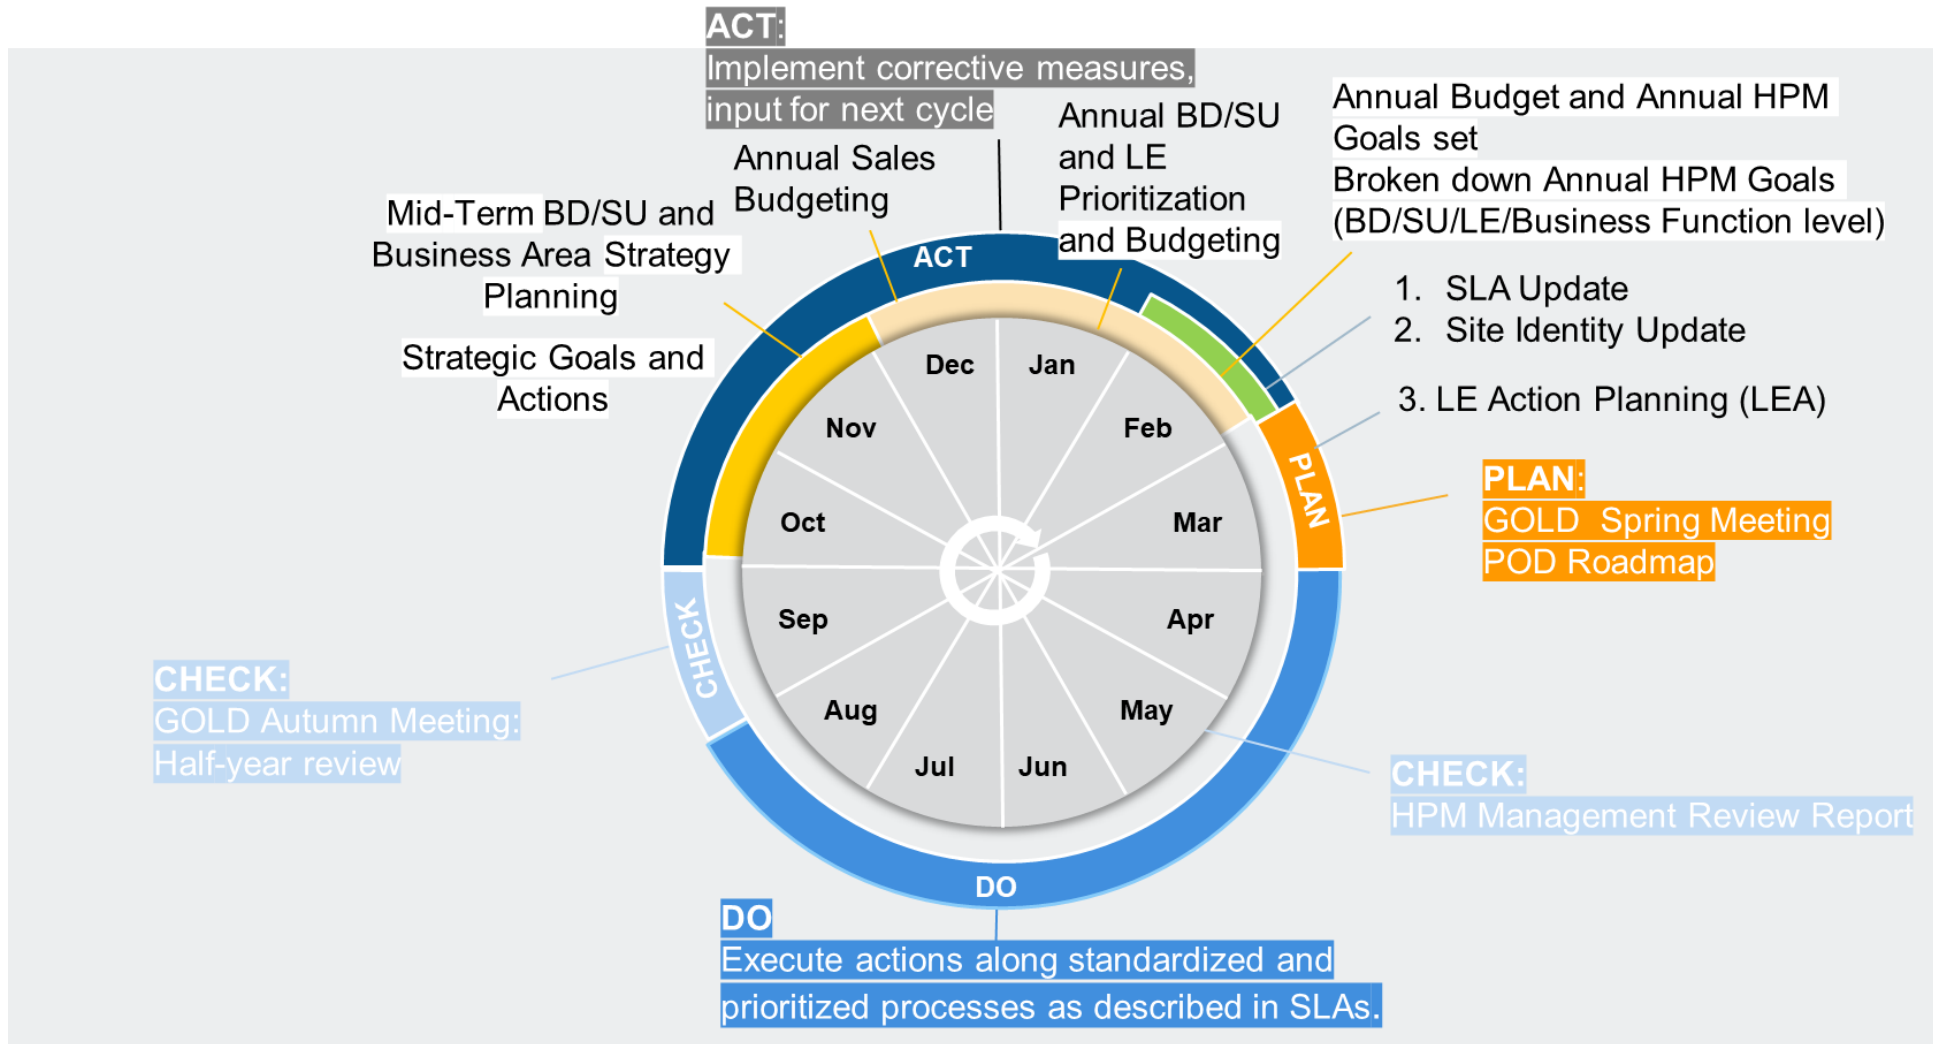 ACT:
Implement corrective measures,
input for next cycle
Annual Sales
Budgeting
Annual BD/SU
and LE
Prioritization
and Budgeting
Annual Budget and Annual HPM
Goals set
Broken down Annual HPM Goals
(BD/SU/LE/Business Function level)
Mid-Term BD/SU and
Business Area Strategy
Planning
Strategic Goals and
Actions
1. SLA Update
2. Site Identity Update
3. LE Action Planning (LEA)
PLAN:
GOLD Spring Meeting
POD Roadmap
ACT
PLAN
DO
CHECK
Dec
Jan
Nov
Feb
Oct
Mar
Sep
Apr
Aug
May
Jul
Jun
CHECK:
GOLD Autumn Meeting:
Half-year review
CHECK:
HPM Management Review Report
DO
Execute actions along standardized and
prioritized processes as described in SLAs.